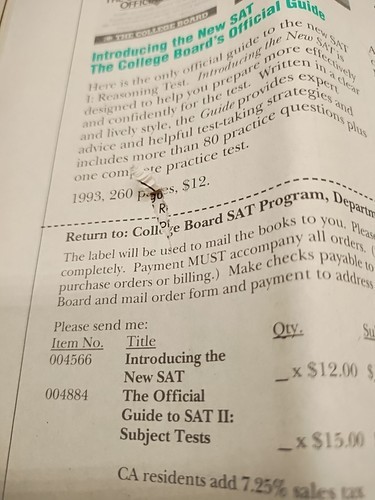 OFFIC
THE COLLEGE BOARD
Introducing the New SAT
The College Board's Official Guide
Here is the only official guide to the new SAT
I: Reasoning Test. Introducing the New SAT is
designed to help you prepare more effectively
and confidently for the test. Written in a clear
and lively style, the Guide provides expert
advice and helpful test-taking strategies and
includes more than 80 practice questions plus
one complete practice test.
1993, 260 pages, $12.
Return to: College Board SAT Program, Departm
The label will be used to mail the books to you. Please
completely. Payment MUST accompany all orders. (
purchase orders or billing.) Make checks payable to
Board and mail order form and payment to address
Please send me:
Item No. Title Qty. Su
004566 Introducing the
New SAT _ x $12.00 $
004884 The Official
Guide to SAT II:
Subject Tests _ x $15.00
CA residents add 7.25% sales tax